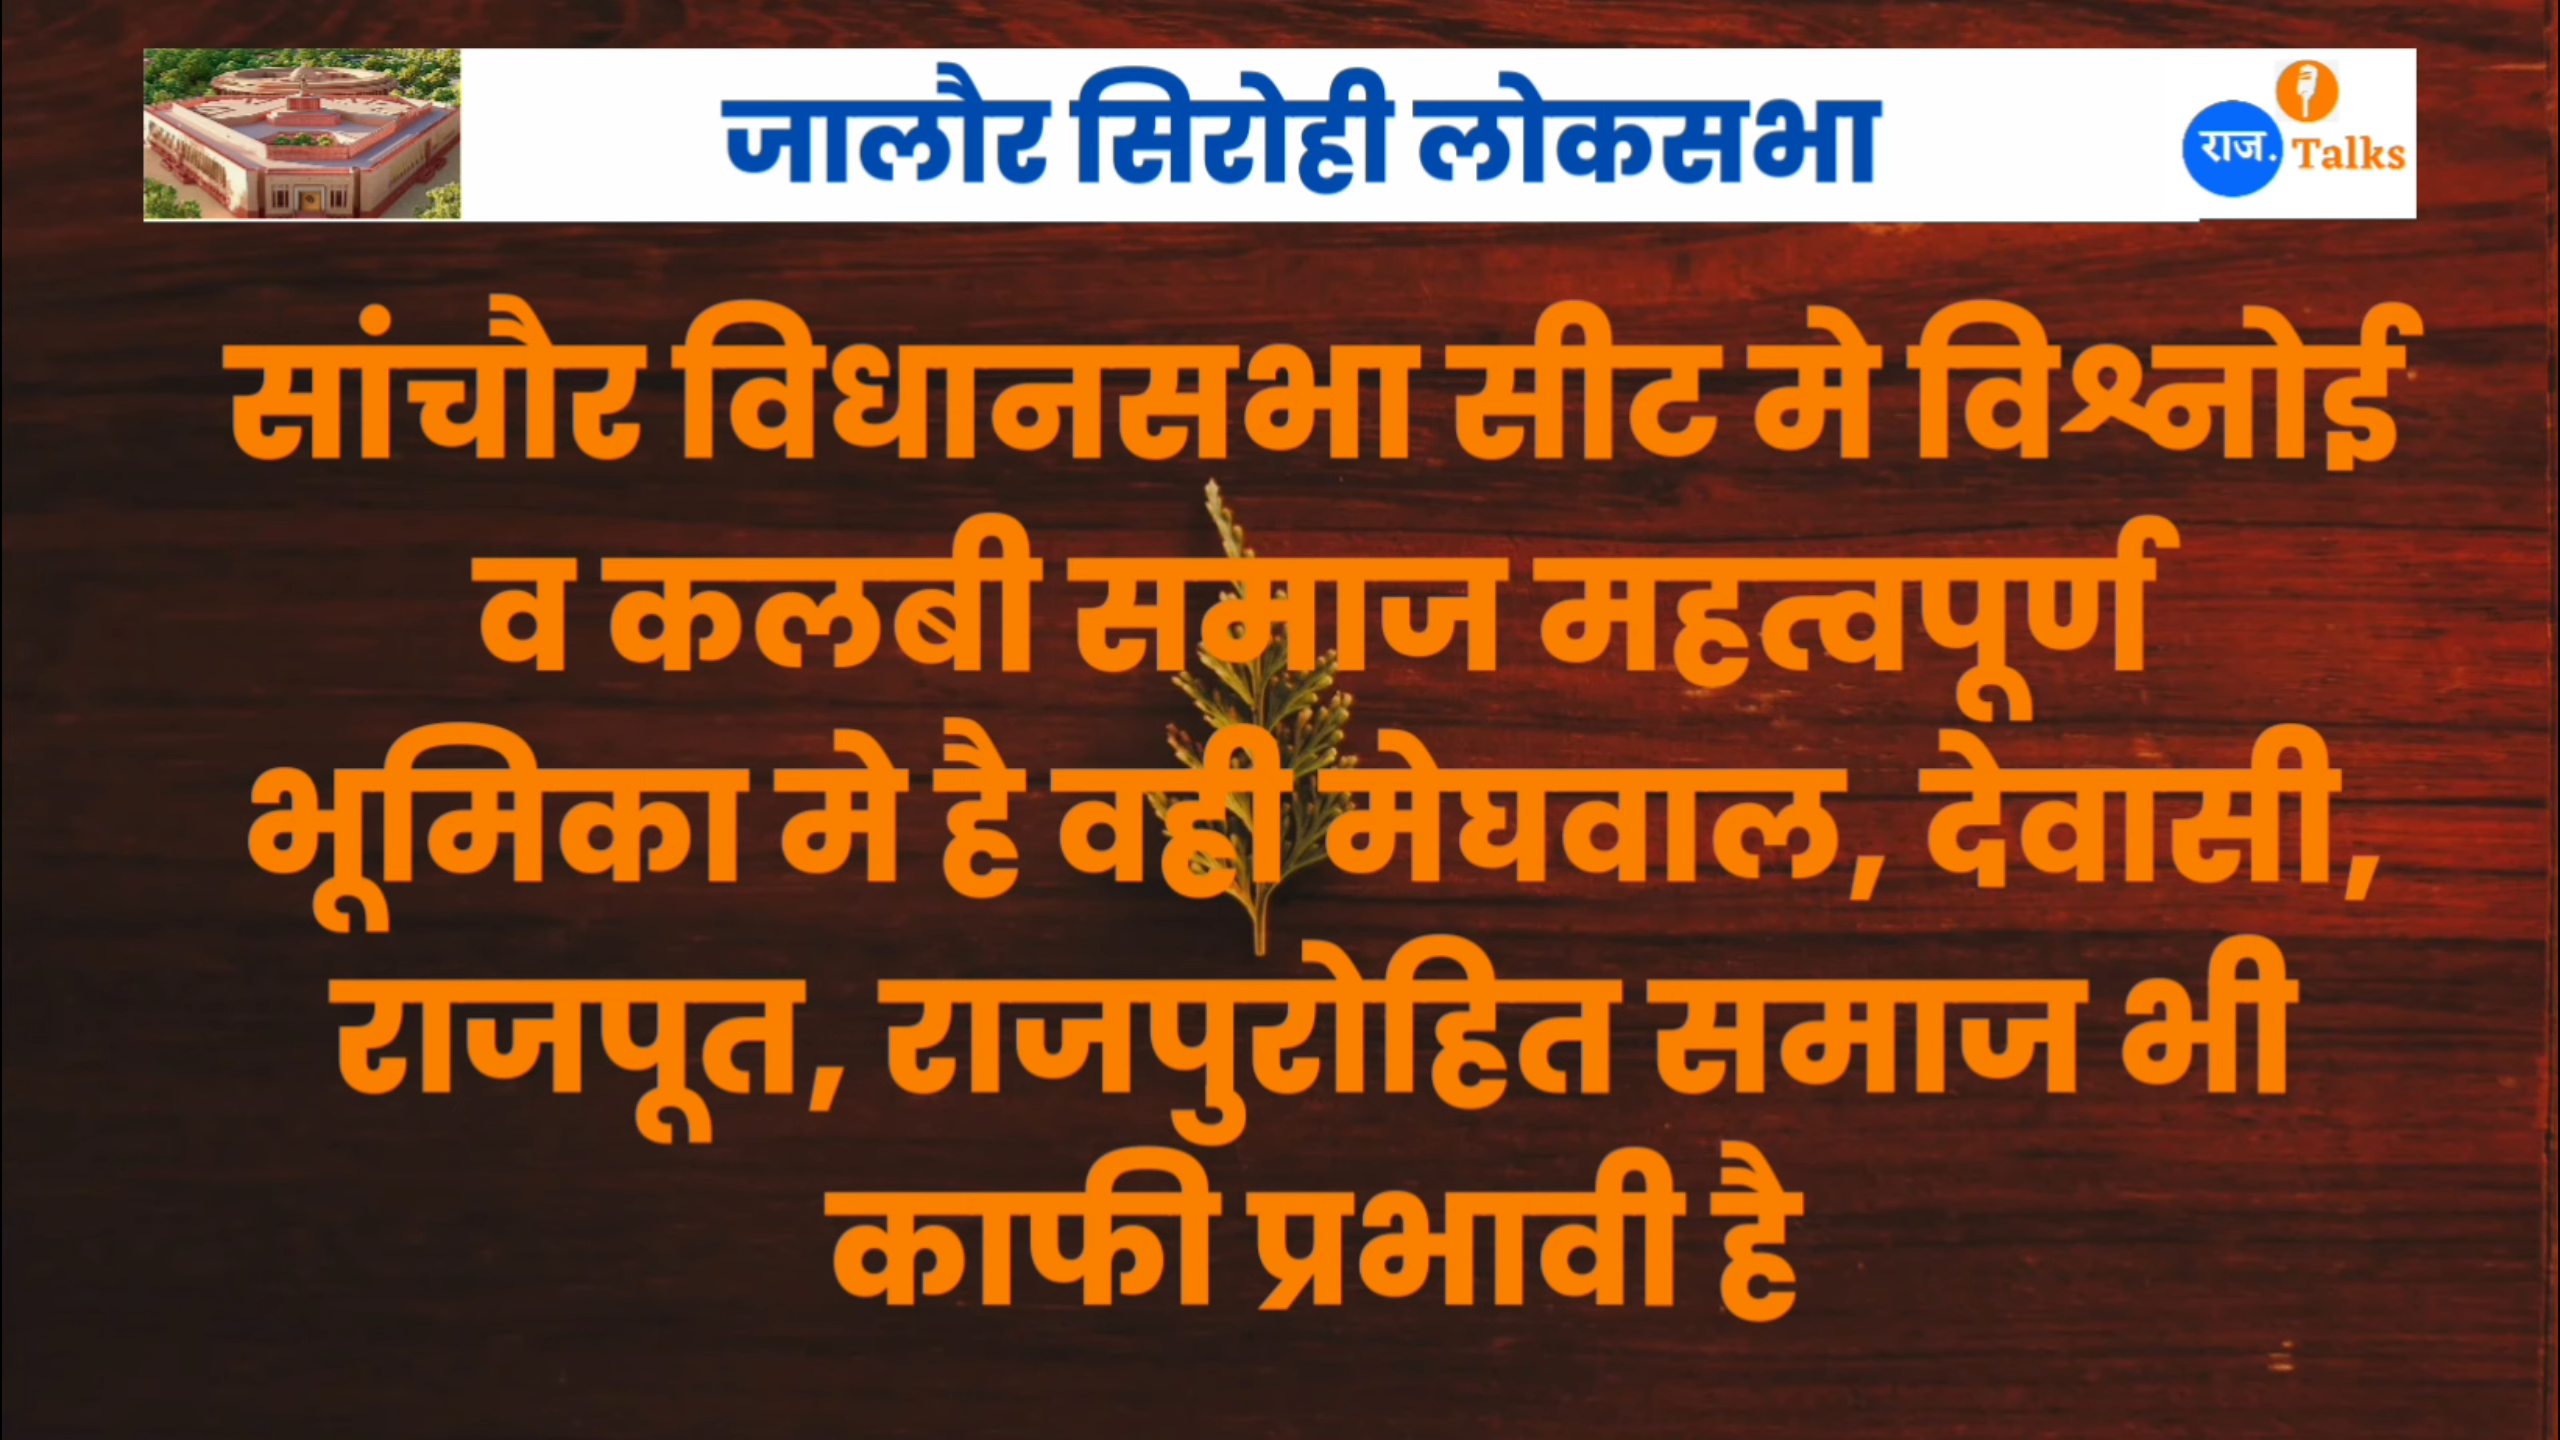 जालौर सिरोही लोकसभा
राज. Talks
सांचौर विधानसभा सीट मे विश्नोई
व कलबी समाज महत्वपूर्ण
भूमिका मे है वही मेघवाल, देवासी,
राजपूत, राजपुरोहित समाज भी
काफी प्रभावी है